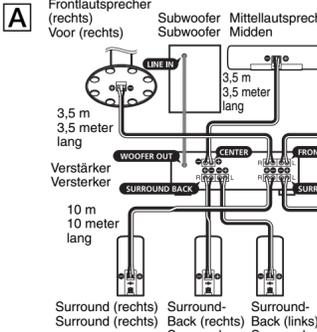 A
Frontlautsprecher
(rechts)
Voor (rechts)
Subwoofer
Subwoofer
Midden
LINE IN
3,5 m
3,5 meter
lang
3,5 m
3,5 meter
lang
WOOFER OUT
CENTER
Verstärker
Versterker
R
L
R
L
R
R
SURROUND BACK
10 m
10 meter
lang
Surround (rechts)
Surround (rechts)
Surround-
Back (rechts)
Surround-
Back (links)